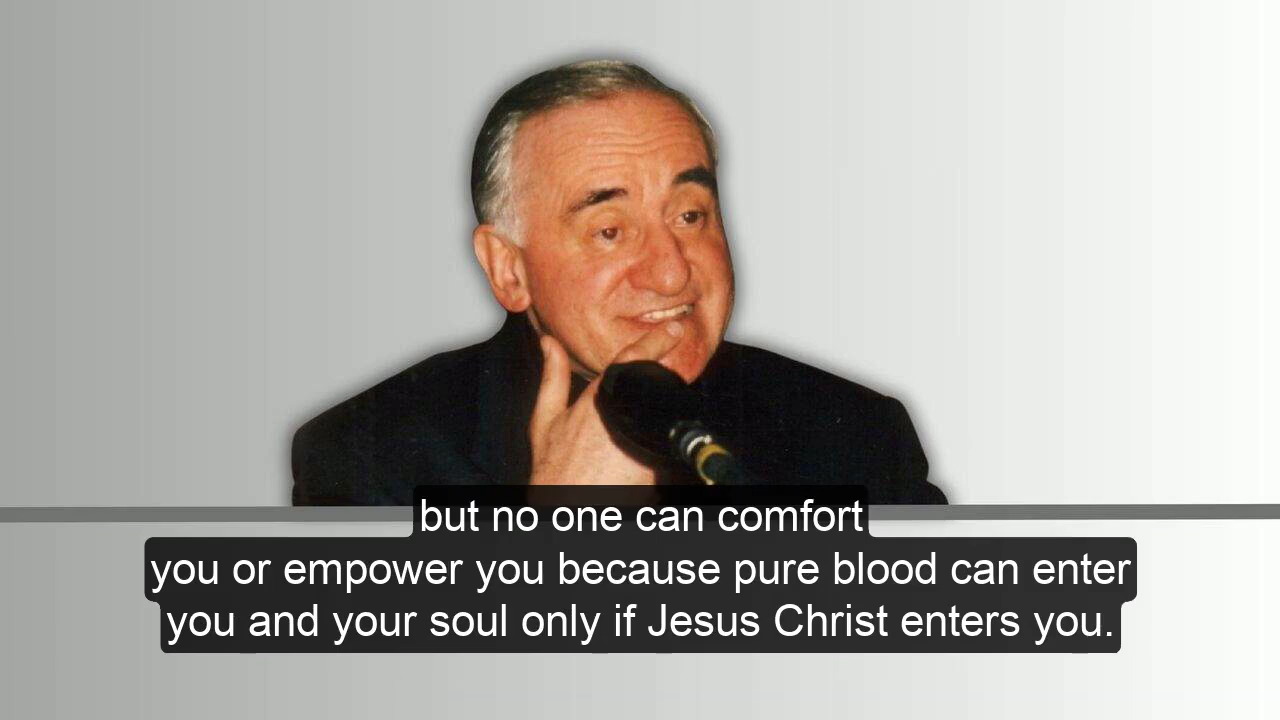 but no one can comfort
you or empower you because pure blood can enter
you and your soul only if Jesus Christ enters you.